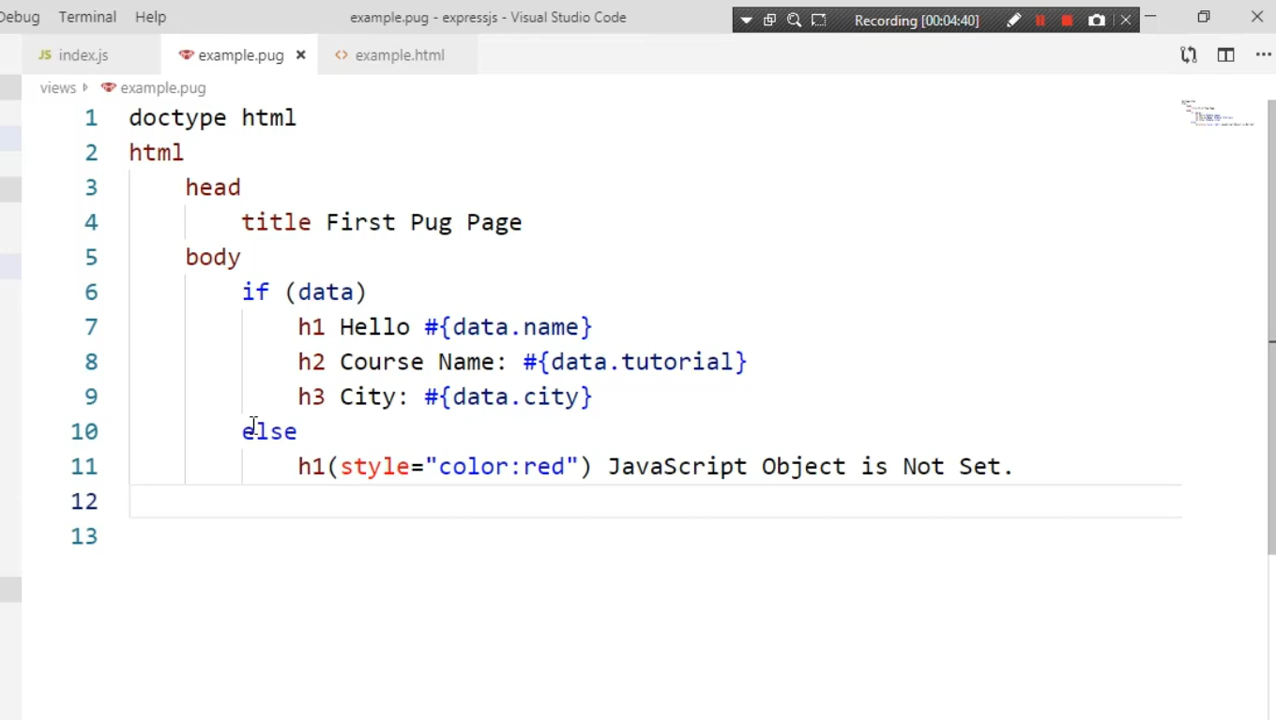 Debug Terminal Help example.pug - expressjs - Visual Studio Code Recording [00:04:40]
JS index.js example.pug × <> example.html
views example.pug
1 doctype html
2 html
3 head
4 title First Pug Page
5 body
6 if (data)
7 h1 Hello #{data.name}
8 h2 Course Name: #{data.tutorial}
9 h3 City: #{data.city}
10 else
11 h1(style="color:red") JavaScript Object is Not Set.
12
13